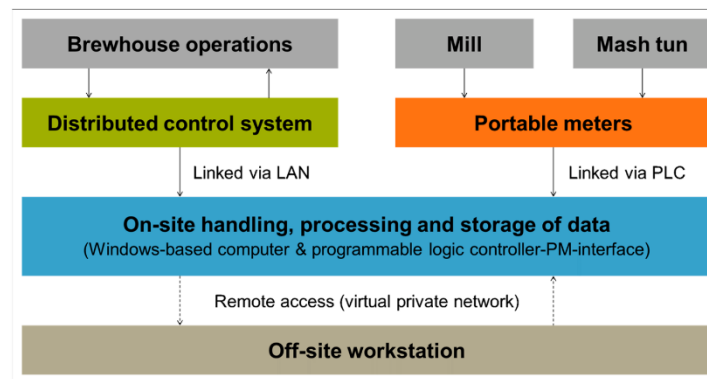 Brewhouse operations
Mill
Mash tun
Distributed control system
Portable meters
Linked via LAN
Linked via PLC
On-site handling, processing and storage of data
(Windows-based computer & programmable logic controller-PM-interface)
Remote access (virtual private network)
Off-site workstation